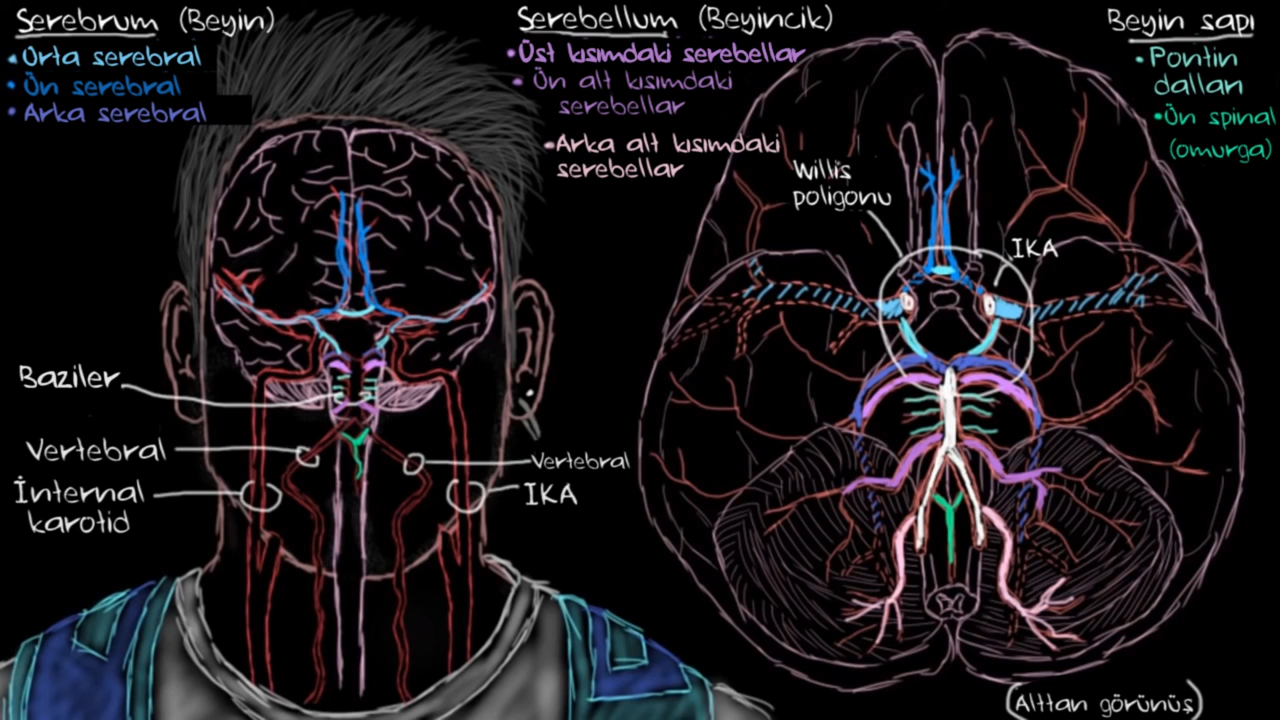 Serebrum (Beyin)
• Orta serebral
• Ön serebral
• Arka serebral
Serebellum (Beyincik)
• Üst kısımdaki serebellar
• Ön alt kısımdaki
serebellar
• Arka alt kısımdaki
serebellar
Beyin sapı
• Pontin
dalları
• Ön spinal
(omurga)
Willis
poligonu
IKA
Baziler
Vertebral
İnternal
karotid
Vertebral
IKA
Alttan görünüş